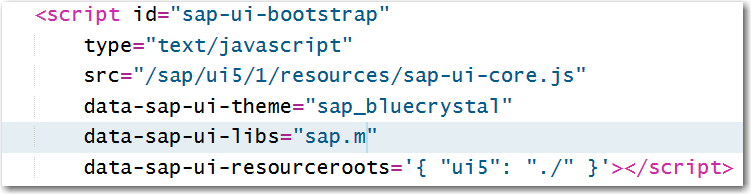 <script id="sap-ui-bootstrap"
type="text/javascript"
src="/sap/ui5/1/resources/sap-ui-core.js"
data-sap-ui-theme="sap_bluecrystal"
data-sap-ui-libs="sap.m"
data-sap-ui-resourceroots='{ "ui5": "./" }'></script>